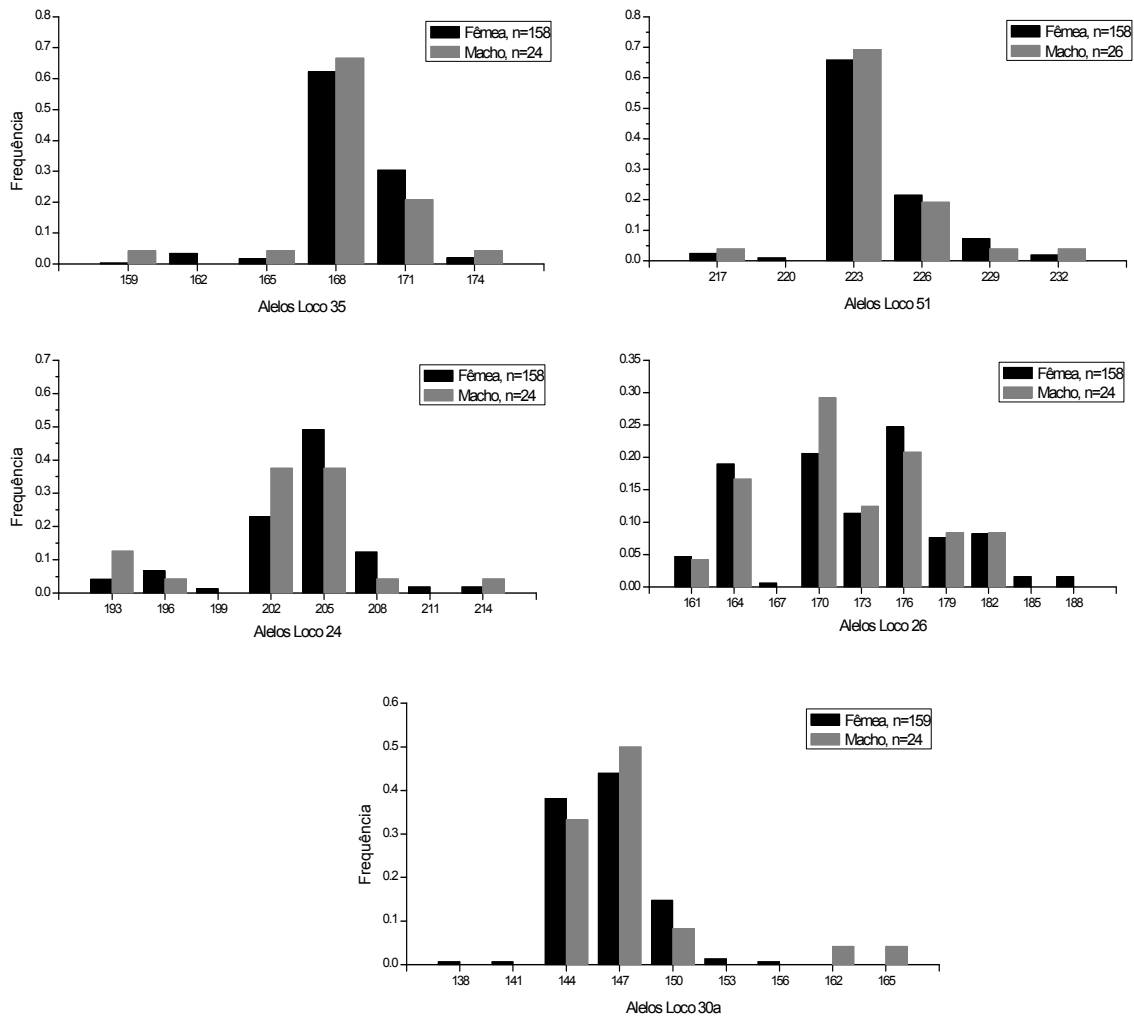 Fêmea, n=158
Macho, n=24
0.8
0.7
0.6
0.5
0.4
0.3
0.2
0.1
0.0
Frequência
159 162 165 168 171 174
Alelos Loco 35
Fêmea, n=158
Macho, n=26
0.8
0.7
0.6
0.5
0.4
0.3
0.2
0.1
0.0
217 220 223 226 229 232
Alelos Loco 51
Fêmea, n=158
Macho, n=24
0.7
0.6
0.5
0.4
0.3
0.2
0.1
0.0
Frequência
193 196 199 202 205 208 211 214
Alelos Loco 24
Fêmea, n=158
Macho, n=24
0.35
0.30
0.25
0.20
0.15
0.10
0.05
0.00
161 164 167 170 173 176 179 182 185 188
Alelos Loco 26
Fêmea, n=159
Macho, n=24
0.6
0.5
0.4
0.3
0.2
0.1
0.0
Frequência
138 141 144 147 150 153 156 162 165
Alelos Loco 30a